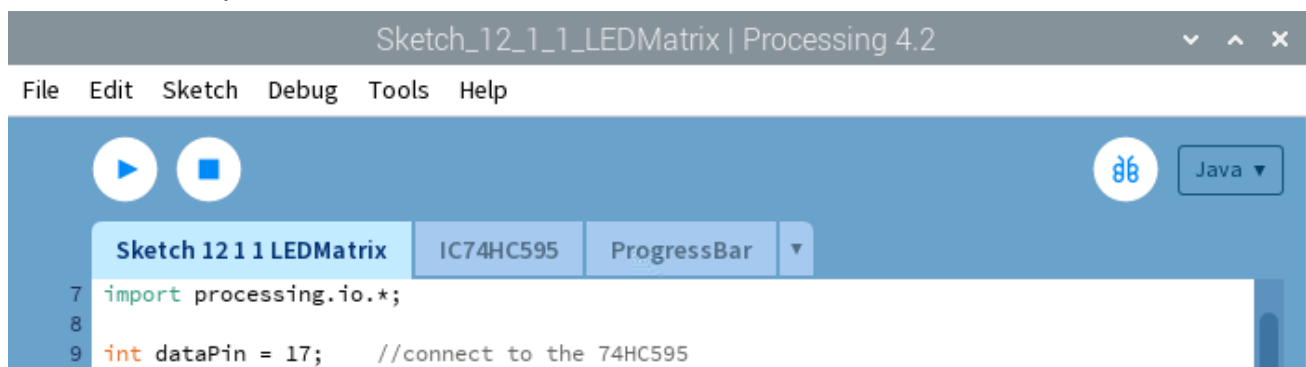 Sketch_12_1_1_LEDMatrix | Processing 4.2
File Edit Sketch Debug Tools Help
Java ▾
Sketch 12 1 1 LEDMatrix IC74HC595 ProgressBar ▾
7 import processing.io.*;
8
9 int dataPin = 17; //connect to the 74HC595